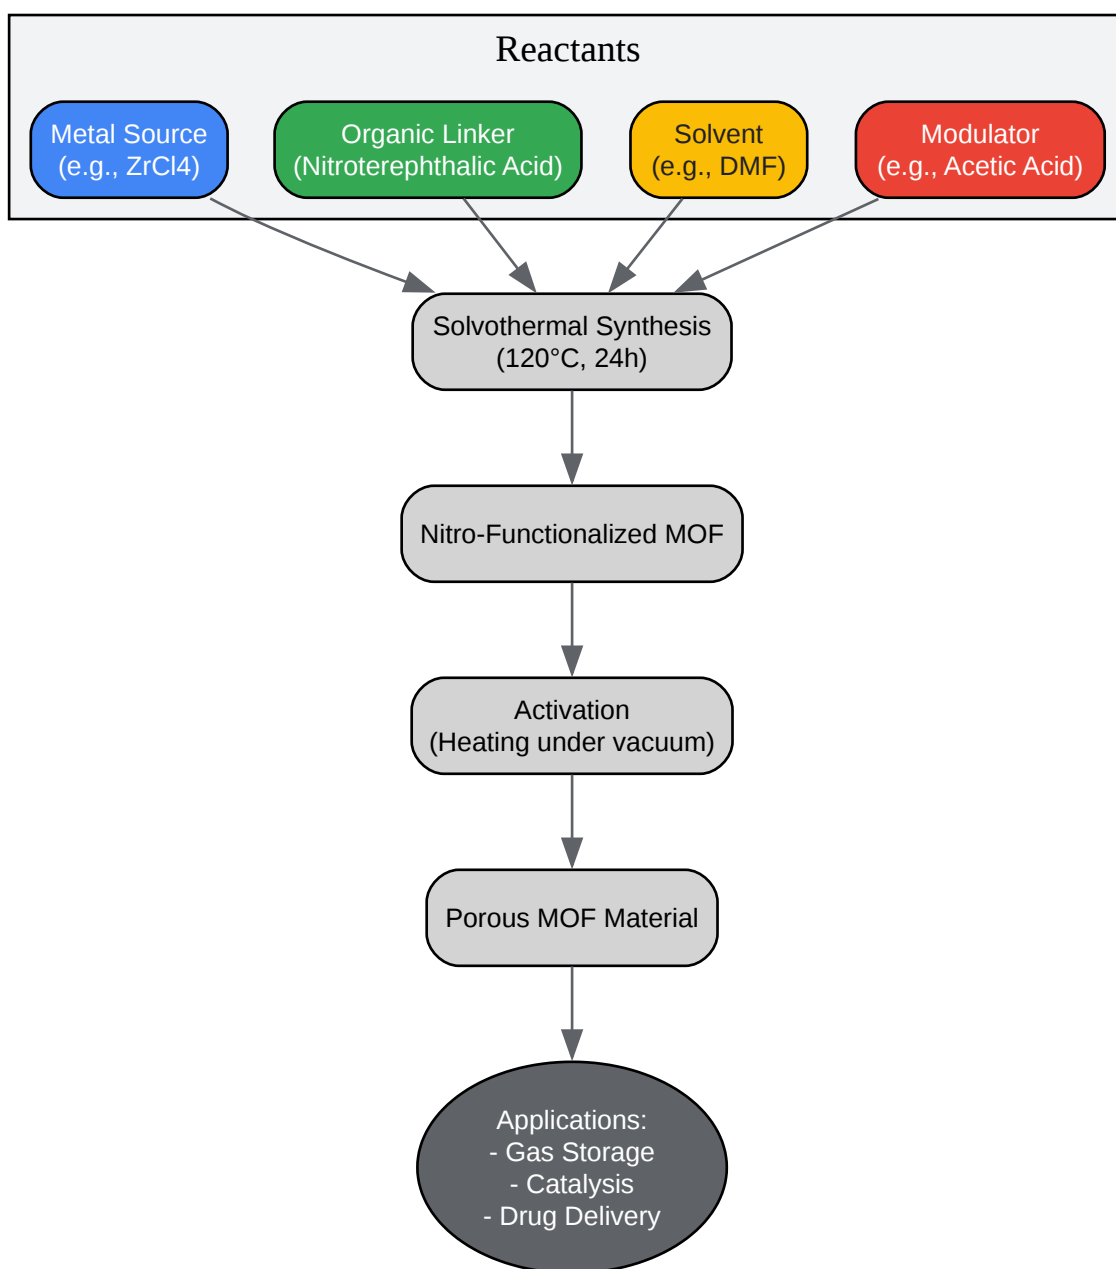 Reactants
Metal Source
(e.g., ZrCl4)
Organic Linker
(Nitroterephthalic Acid)
Solvent
(e.g., DMF)
Modulator
(e.g., Acetic Acid)
Solvothermal Synthesis
(120°C, 24h)
Nitro-Functionalized MOF
Activation
(Heating under vacuum)
Porous MOF Material
Applications:
- Gas Storage
- Catalysis
- Drug Delivery